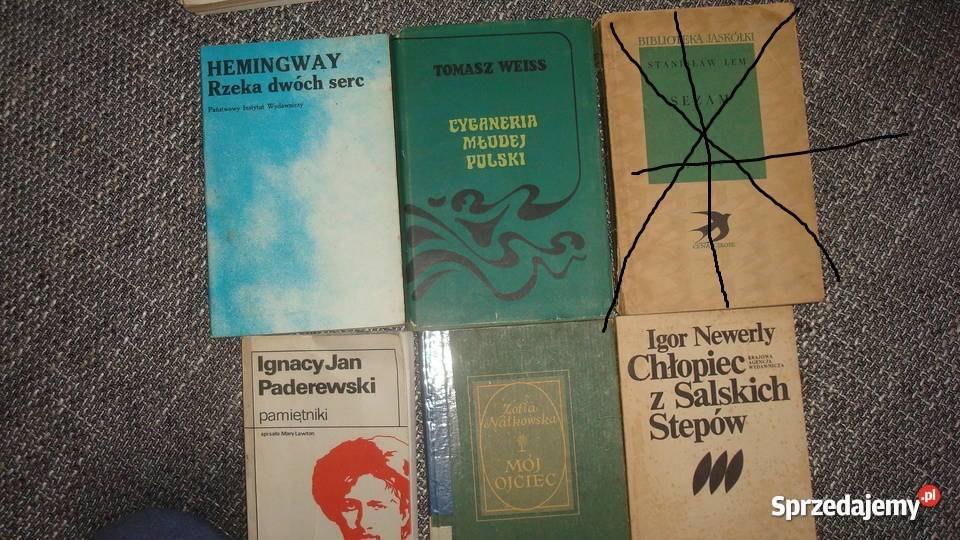 HEMINGWAY
Rzeka dwóch serc
Państwowy Instytut Wydawniczy
TOMASZ WEISS
CYGANERIA
MŁODEJ
POLSKI
BIBLIOTEKA JASKÓŁKI
STANISŁAW LEM
SEZAM
Ignacy Jan
Paderewski
pamiętniki
spisała Mary Lawton
Zofia
Nałkowska
MÓJ
OJCIEC
Igor Newerly
Chłopiec
KRAJOWA
AGENCJA
WYDAWNICZA
z Salskich
Stepów
Sprzedajemy.pl